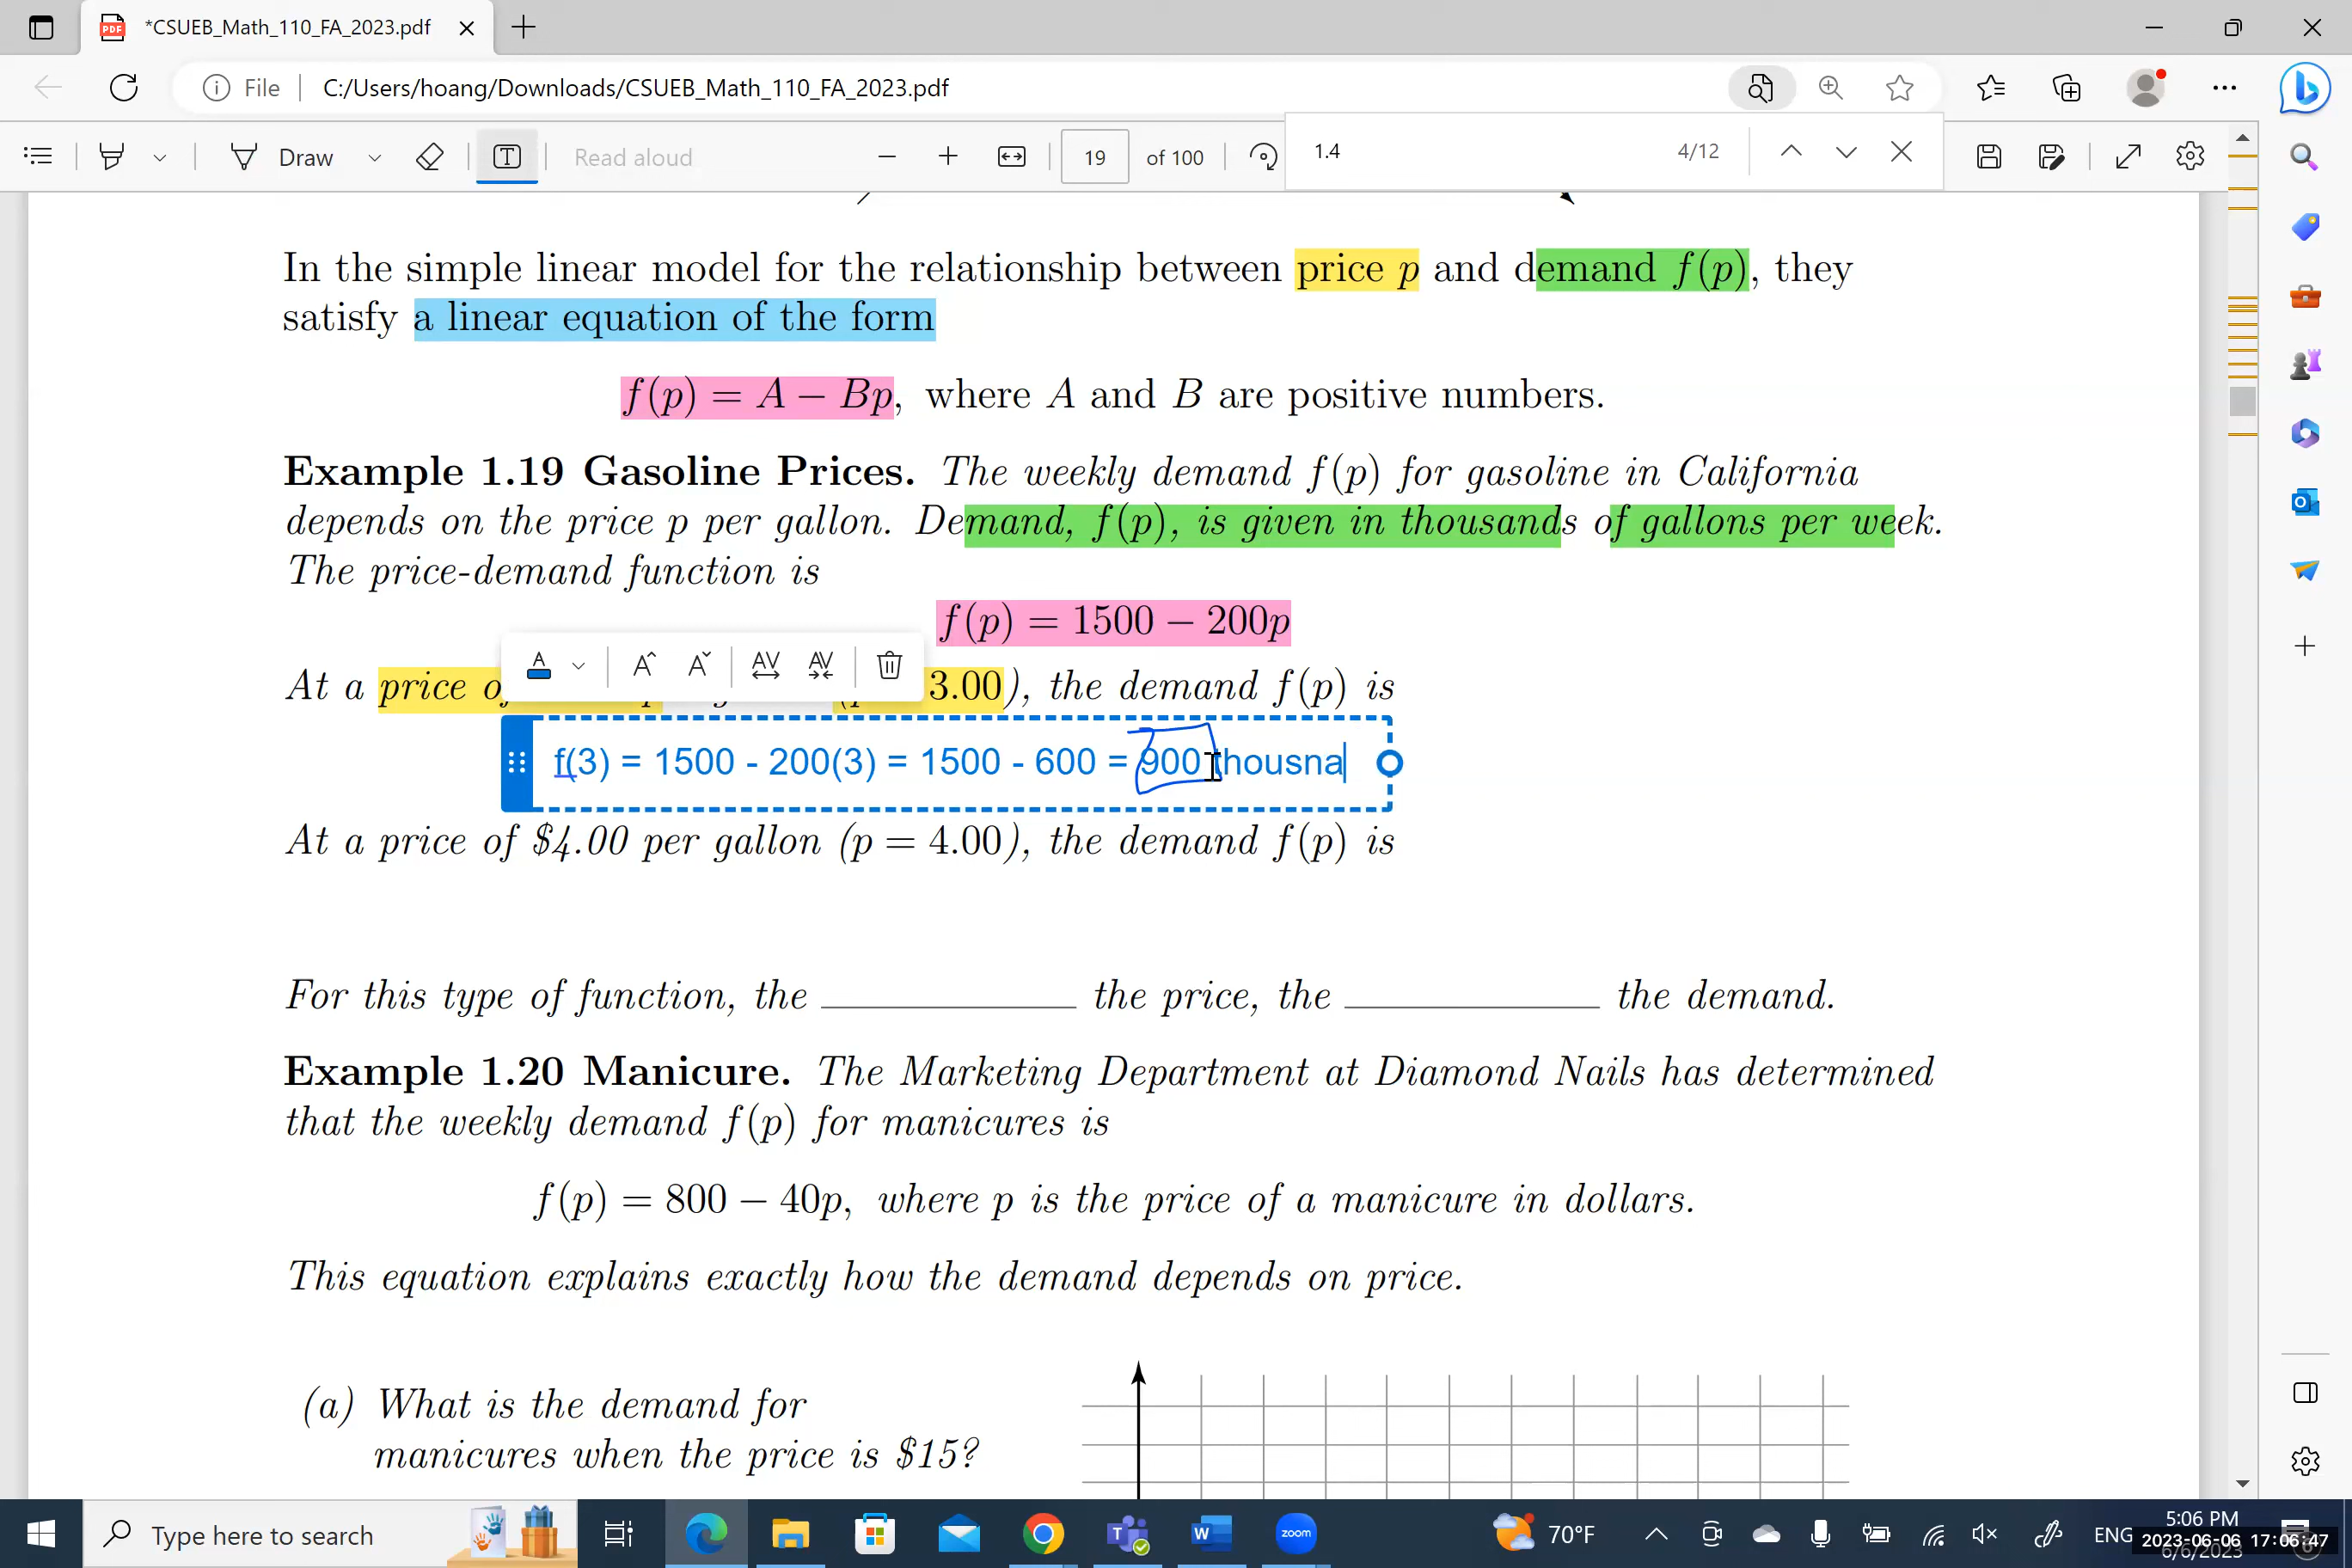 *CSUEB_Math_110_FA_2023.pdf
File
C:/Users/hoang/Downloads/CSUEB_Math_110_FA_2023.pdf
Draw
Read aloud
19 of 100
1.4
4/12
In the simple linear model for the relationship between price p and demand f(p), they
satisfy a linear equation of the form
f(p) = A − Bp, where A and B are positive numbers.
Example 1.19 Gasoline Prices. The weekly demand f(p) for gasoline in California
depends on the price p per gallon. Demand, f(p), is given in thousands of gallons per week.
The price-demand function is
f(p) = 1500 − 200p
At a price of 3.00), the demand f(p) is
f(3) = 1500 - 200(3) = 1500 - 600 = 900 thousna
At a price of $4.00 per gallon (p = 4.00), the demand f(p) is
For this type of function, the ____________ the price, the ____________ the demand.
Example 1.20 Manicure. The Marketing Department at Diamond Nails has determined
that the weekly demand f(p) for manicures is
f(p) = 800 − 40p, where p is the price of a manicure in dollars.
This equation explains exactly how the demand depends on price.
(a) What is the demand for
manicures when the price is $15?
Type here to search
zoom
70°F
ENG
5:06 PM
2023-06-06 17:06:47
6/6/2023